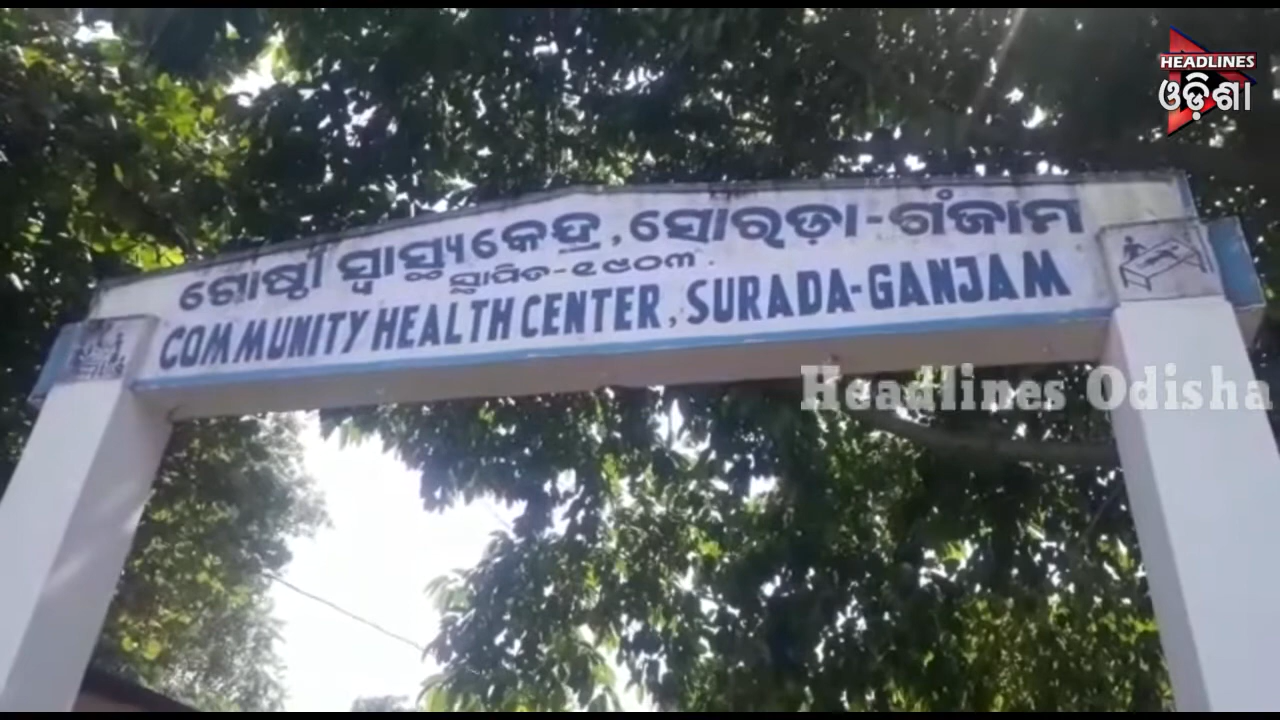 HEADLINES
ଓଡ଼ିଶା
ଗୋଷ୍ଠୀ ସ୍ୱାସ୍ଥ୍ୟକେନ୍ଦ୍ର, ସୋରଡ଼ା-ଗଂଜାମ
ସ୍ଥାପିତ-୧୯୦୩.
COMMUNITY HEALTH CENTER, SURADA-GANJAM
Headlines Odisha